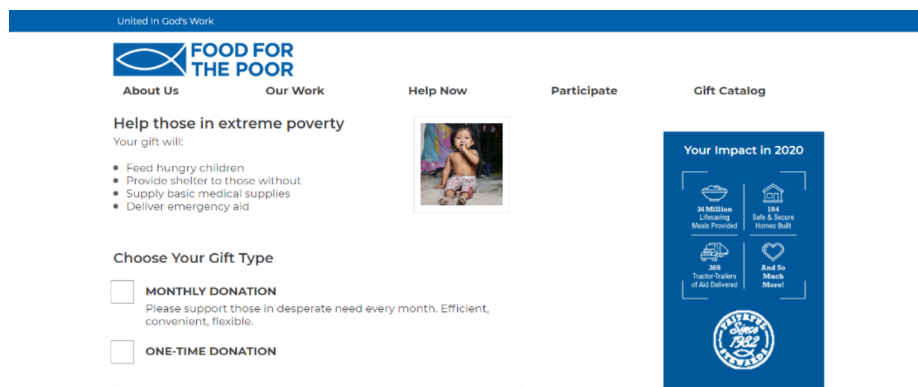 United In God's Work
FOOD FOR
THE POOR
About Us
Our Work
Help Now
Participate
Gift Catalog
Help those in extreme poverty
Your gift will:
Feed hungry children
Provide shelter to those without
Supply basic medical supplies
Deliver emergency aid
Choose Your Gift Type
MONTHLY DONATION
Please support those in desperate need every month. Efficient,
convenient, flexible.
ONE-TIME DONATION
Your Impact in 2020
34 Million
Lifesaving
Meals Provided
184
Safe & Secure
Homes Built
369
Tractor-Trailers
of Aid Delivered
And So
Much
More!
FAITHFUL
Since
1982
STEWARDS